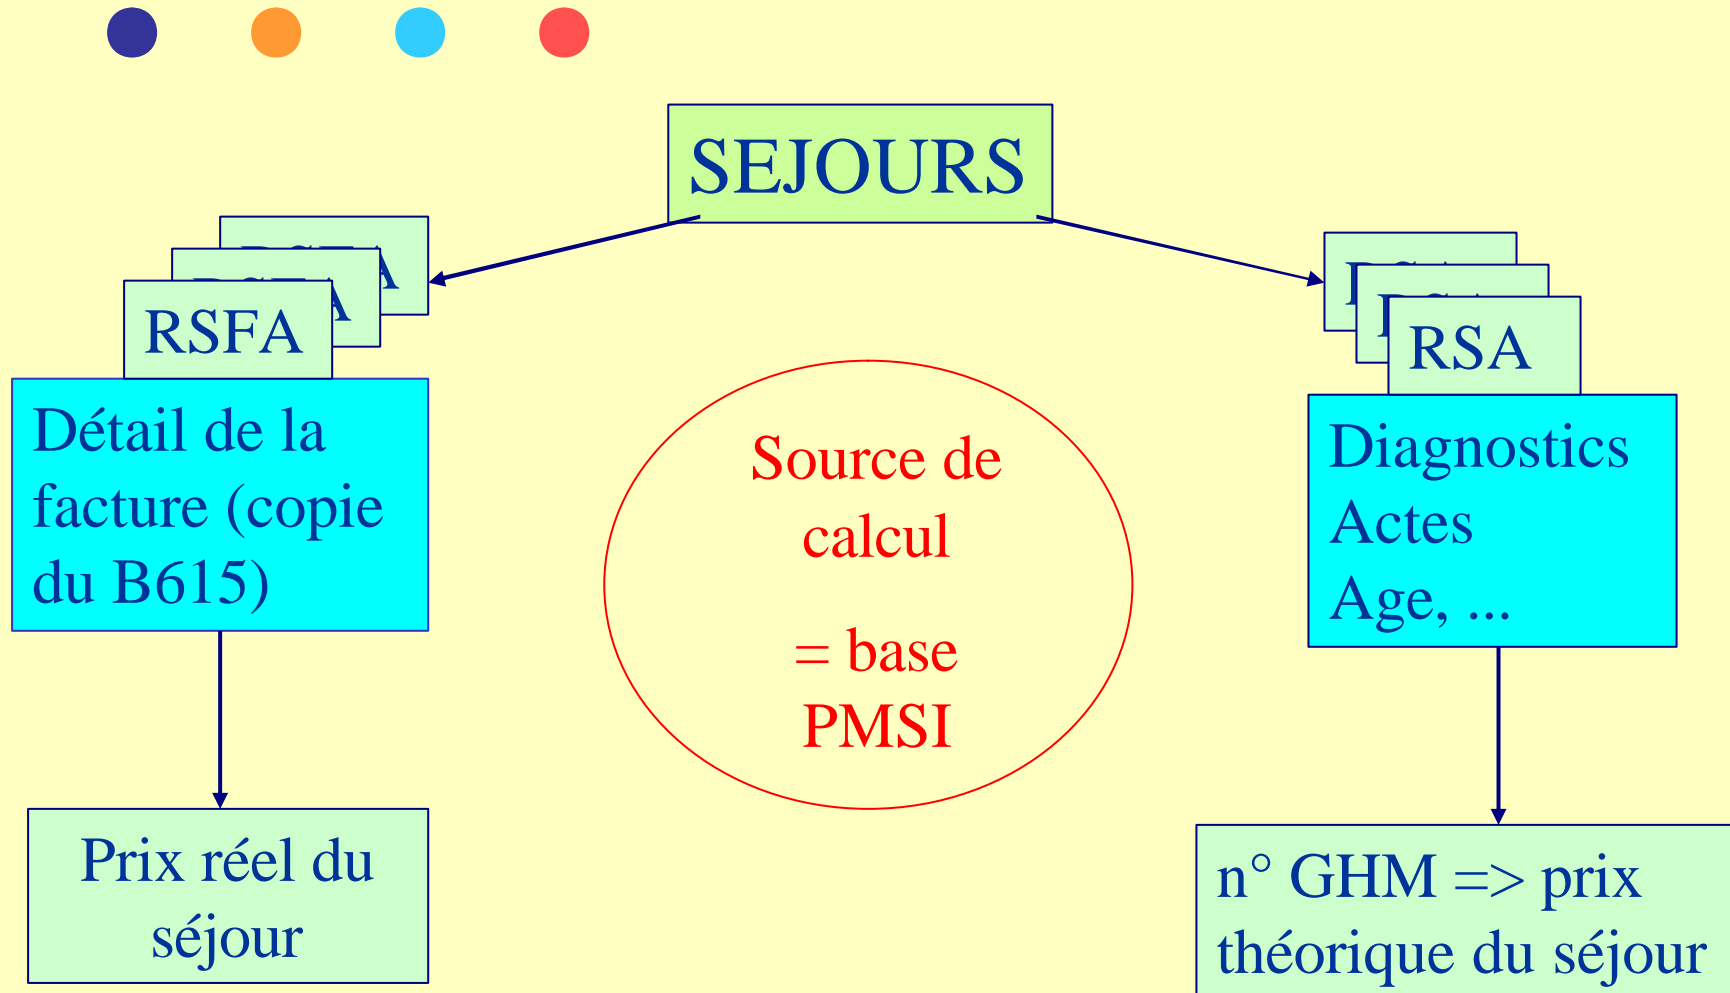 SEJOURS
RSFA
Détail de la
facture (copie
du B615)
Prix réel du
séjour
Source de
calcul
= base
PMSI
RSA
Diagnostics
Actes
Age, ...
n° GHM => prix
théorique du séjour